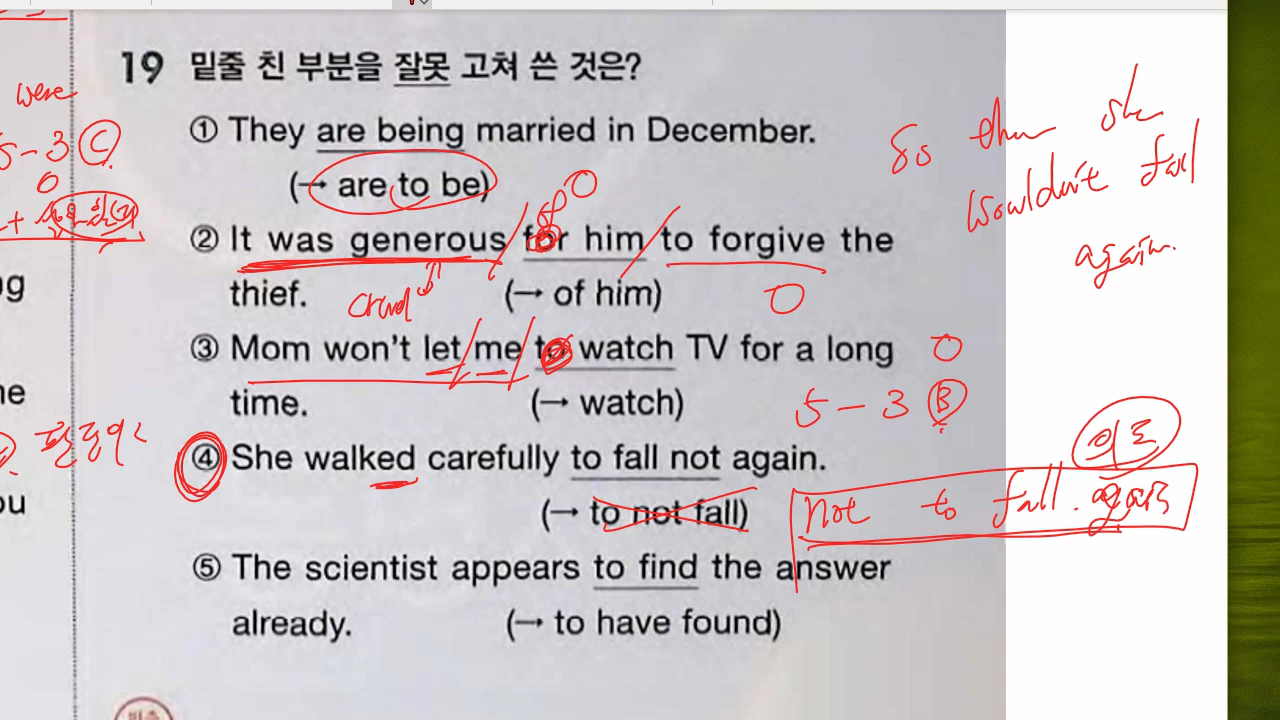 19 밑줄 친 부분을 잘못 고쳐 쓴 것은?
were
① They are being married in December.
So then she
5-3 C.
(→ are to be)
wouldn't fall
of
② It was generous for him to forgive the
again.
thief. (→ of him)
cruel
③ Mom won't let me to watch TV for a long
time. (→ watch)
5-3 B
④ She walked carefully to fall not again.
의도
(→ to not fall)
not to fall. again
⑤ The scientist appears to find the answer
already. (→ to have found)